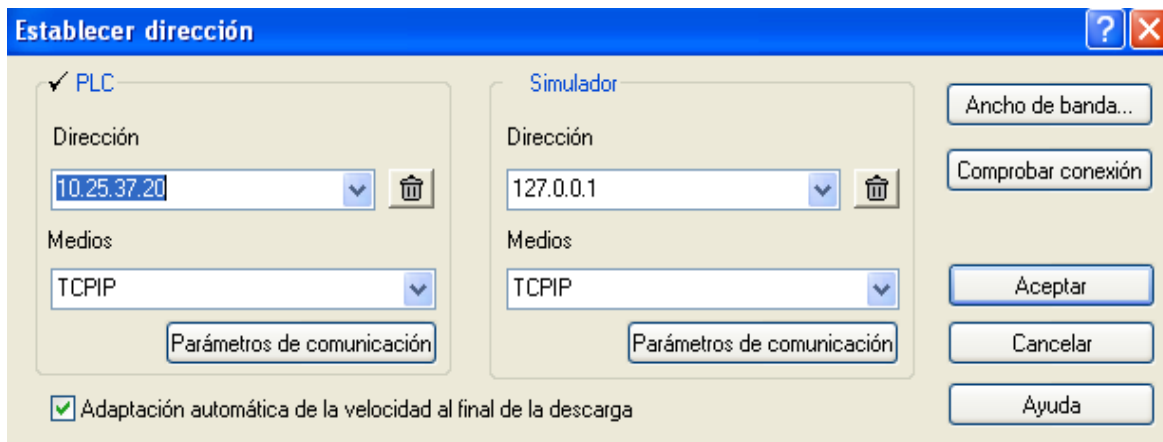 Establecer dirección
PLC
Dirección
10.25.37.20
Medios
TCPIP
Parámetros de comunicación
Simulador
Dirección
127.0.0.1
Medios
TCPIP
Parámetros de comunicación
Adaptación automática de la velocidad al final de la descarga
Ancho de banda...
Comprobar conexión
Aceptar
Cancelar
Ayuda